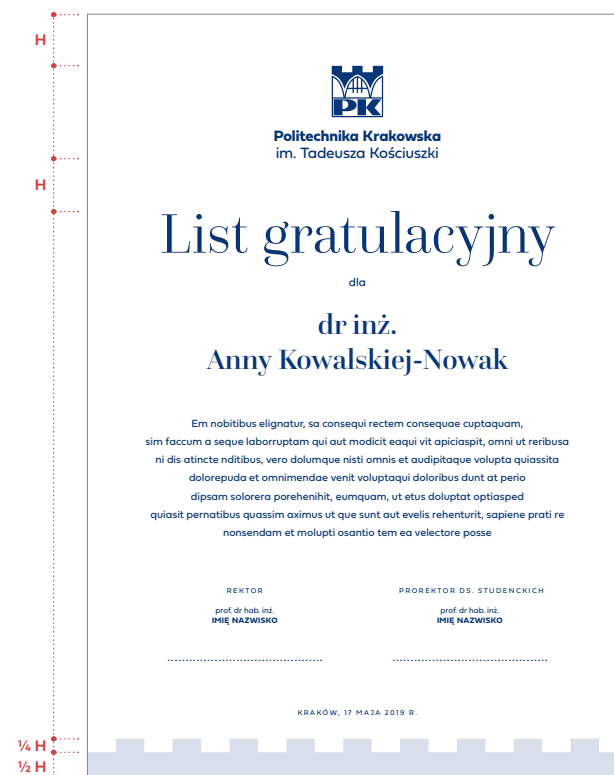 H
PK
Politechnika Krakowska
im. Tadeusza Kościuszki
H
List gratulacyjny
dla
dr inż.
Anny Kowalskiej-Nowak
Em nobitibus elignatur, sa consequi rectem consequae cuptaquam,
sim faccum a seque laborruptam qui aut modicit eaqui vit apiciaspit, omni ut reribusa
ni dis atincte nditibus, vero dolumque nisti omnis et audipitaque volupta quiassita
dolorepuda et omnimendae venit voluptaqui doloribus dunt at perio
dipsam solorera porehenihit, eumquam, ut etus doluptat optiasped
quiasit pernatibus quassim aximus ut que sunt aut evelis rehenturit, sapiene prati re
nonsendam et molupti osantio tem ea velectore posse
REKTOR
prof. dr hab. inż.
IMIĘ NAZWISKO
PROREKTOR DS. STUDENCKICH
prof. dr hab. inż.
IMIĘ NAZWISKO
KRAKÓW, 17 MAJA 2019 R.
¼ H
½ H